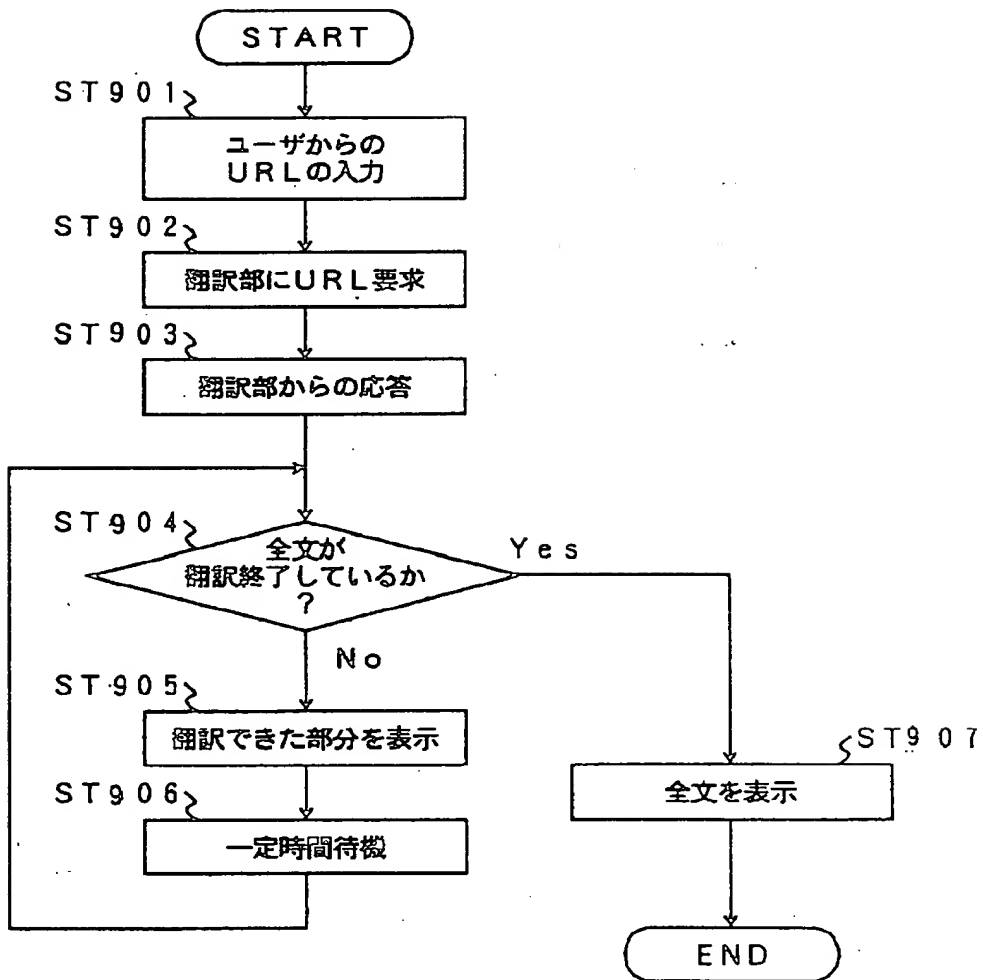 START
ST901
ユーザからの
URLの入力
ST902
翻訳部にURL要求
ST903
翻訳部からの応答
ST904
全文が
翻訳終了しているか
?
Yes
No
ST905
翻訳できた部分を表示
ST906
一定時間待機
ST907
全文を表示
END